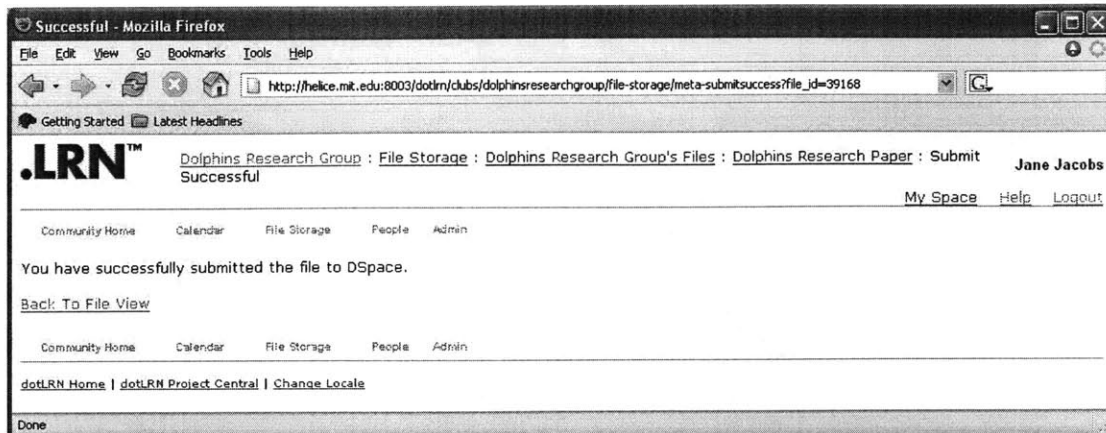 Successful - Mozilla Firefox
File Edit View Go Bookmarks Tools Help
http://helice.mit.edu:8003/dotlrn/clubs/dolphinsresearchgroup/file-storage/meta-submitsuccess?file_id=39168 G
Getting Started Latest Headlines
.LRN™ Dolphins Research Group : File Storage : Dolphins Research Group's Files : Dolphins Research Paper : Submit
Successful Jane Jacobs
My Space Help Logout
Community Home Calendar File Storage People Admin
You have successfully submitted the file to DSpace.
Back To File View
Community Home Calendar File Storage People Admin
dotLRN Home | dotLRN Project Central | Change Locale
Done